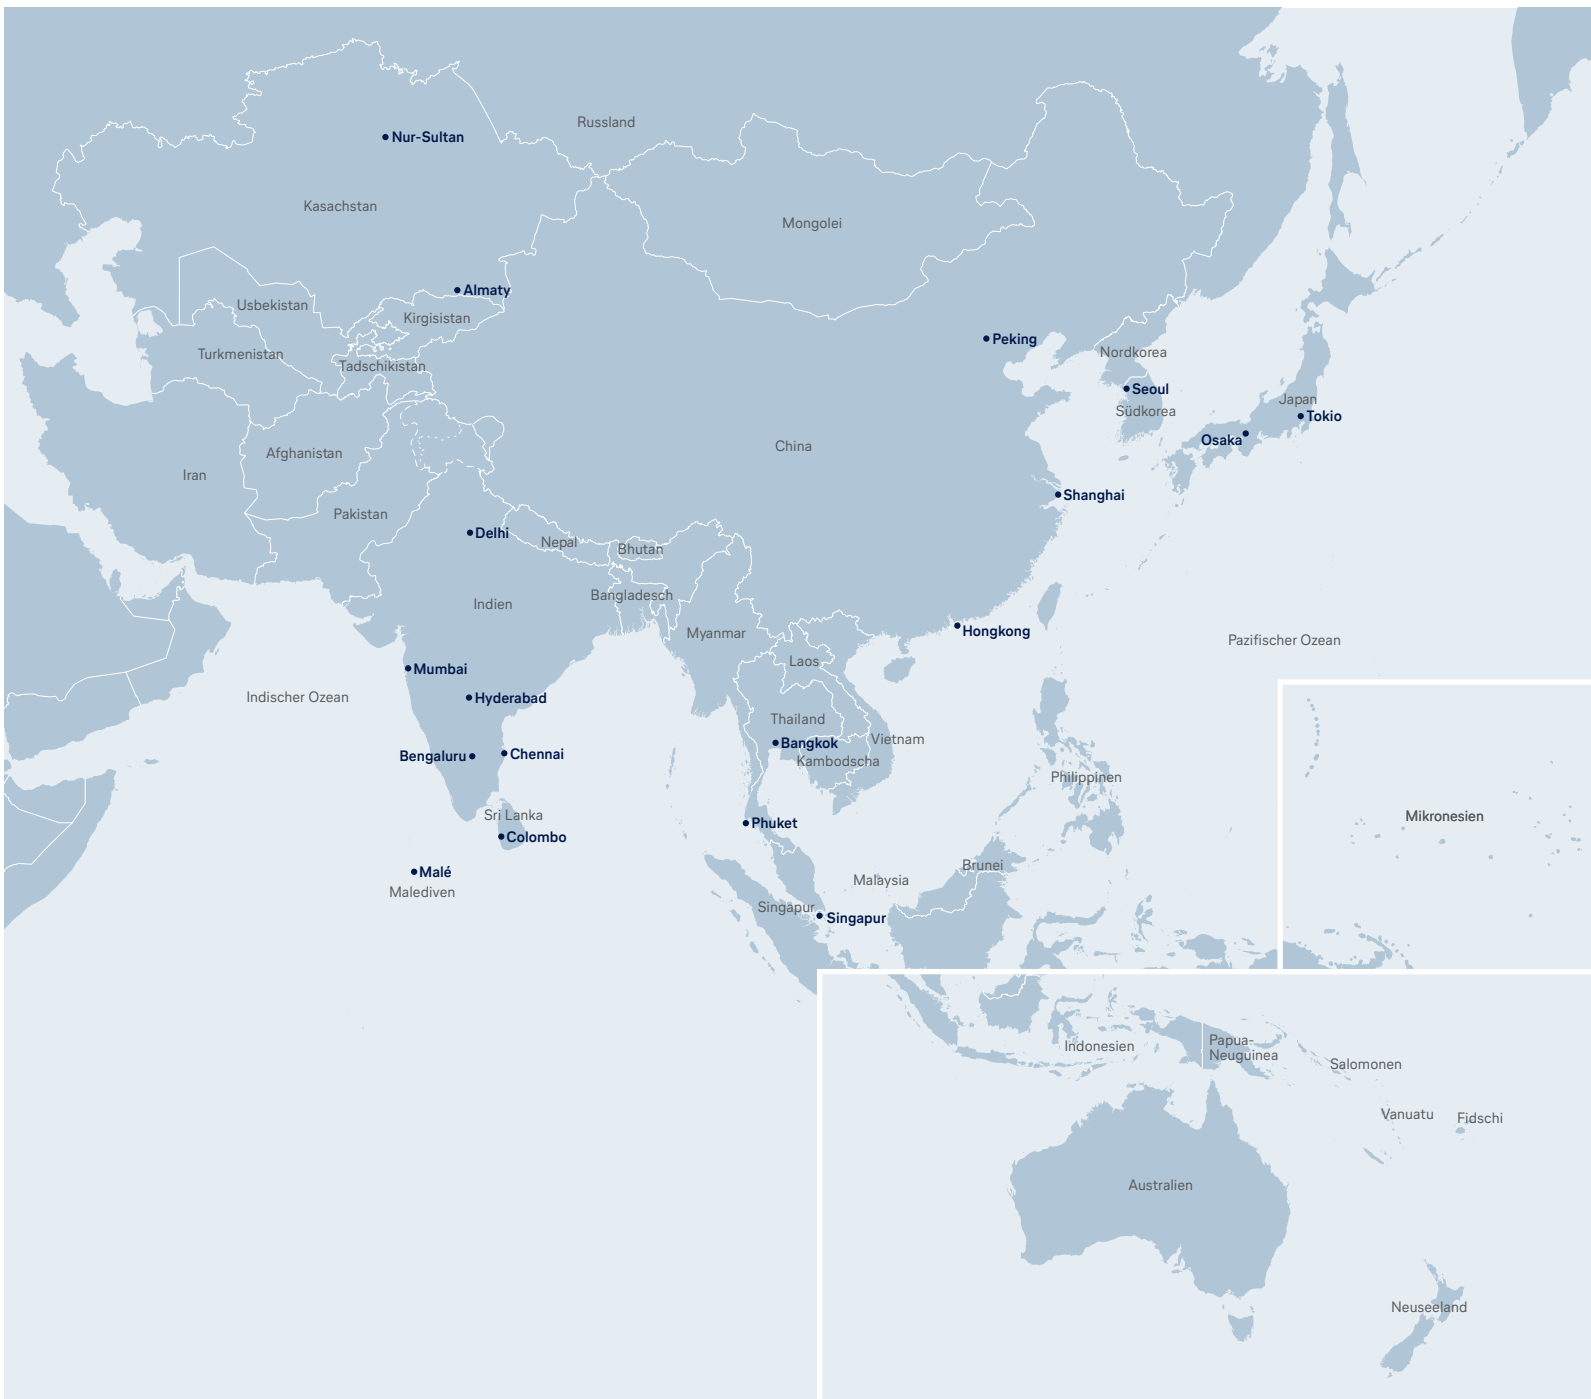 Russland
Nur-Sultan
Kasachstan
Mongolei
Almaty
Usbekistan
Kirgisistan
Peking
Turkmenistan
Tadschikistan
Nordkorea
Seoul
Südkorea
Japan
Tokio
Osaka
China
Afghanistan
Iran
Shanghai
Pakistan
Delhi
Nepal
Bhutan
Bangladesch
Indien
Myanmar
Hongkong
Pazifischer Ozean
Laos
Mumbai
Indischer Ozean
Hyderabad
Thailand
Vietnam
Bangkok
Bengaluru
Chennai
Kambodscha
Philippinen
Sri Lanka
Phuket
Mikronesien
Colombo
Brunei
Malé
Malaysia
Malediven
Singapur
Singapur
Indonesien
Papua-
Neuguinea
Salomonen
Vanuatu
Fidschi
Australien
Neuseeland